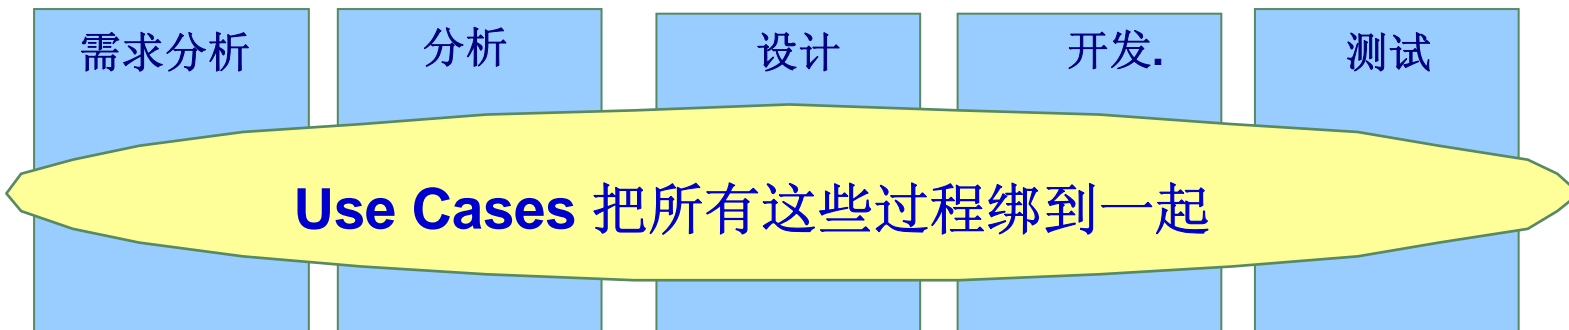 需求分析
分析
设计
开发.
测试
Use Cases 把所有这些过程绑到一起